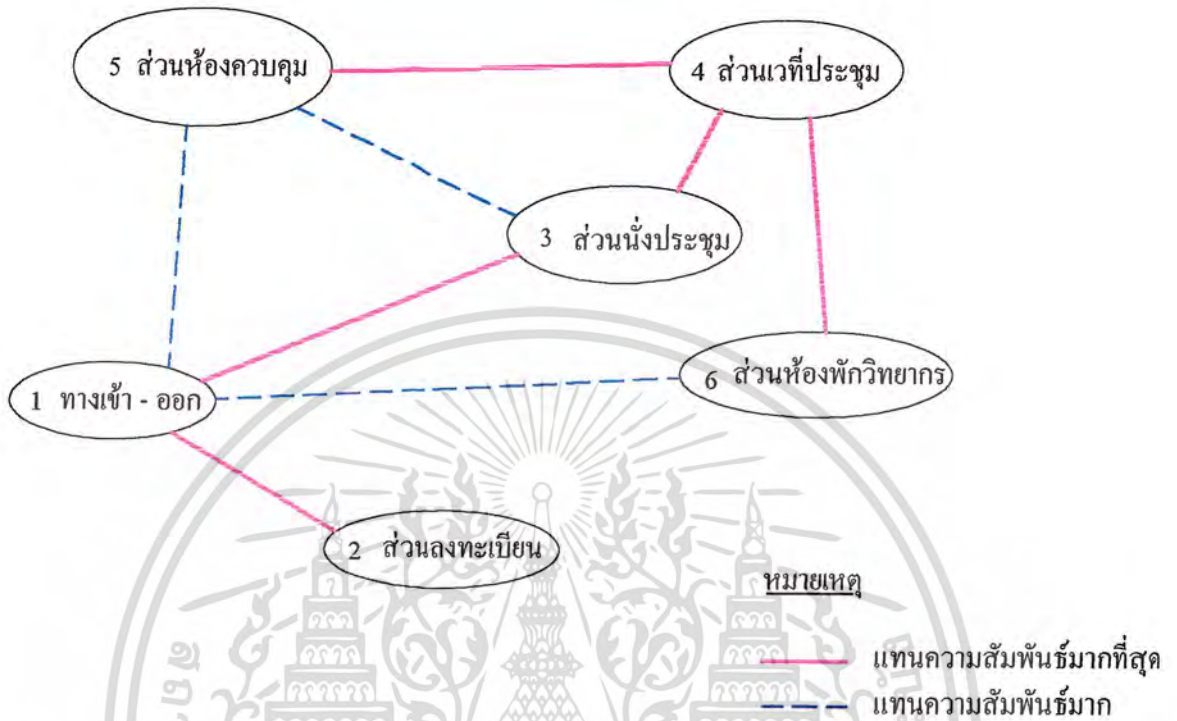 5 ส่วนห้องควบคุม
4 ส่วนเวทีประชุม
3 ส่วนนั่งประชุม
6 ส่วนห้องพักวิทยากร
1 ทางเข้า - ออก
2 ส่วนลงทะเบียน
หมายเหตุ
แทนความสัมพันธ์มากที่สุด
แทนความสัมพันธ์มาก